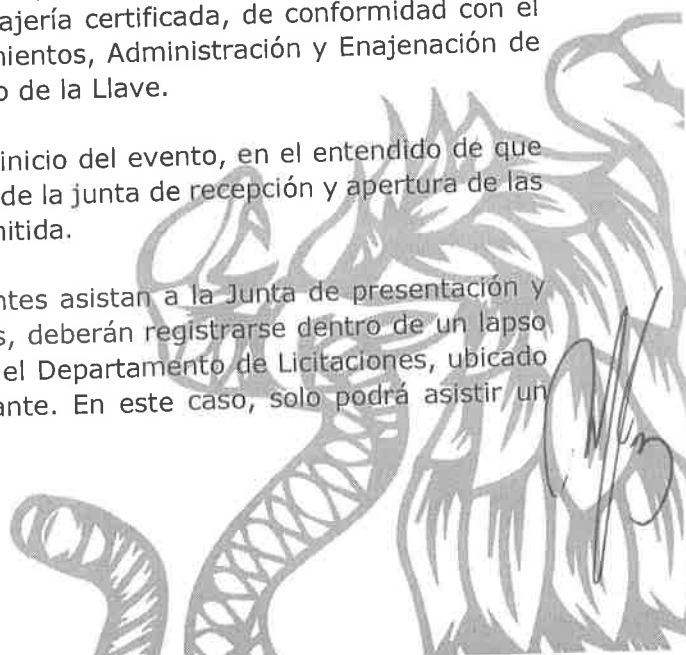 ajería certificada, de conformidad con el
nientos, Administración y Enajenación de
o de la Llave.
inicio del evento, en el entendido de que
de la junta de recepción y apertura de las
nitida.
ntes asistan a la Junta de presentación y
s, deberán registrarse dentro de un lapso
el Departamento de Licitaciones, ubicado
ante. En este caso, solo podrá asistir un